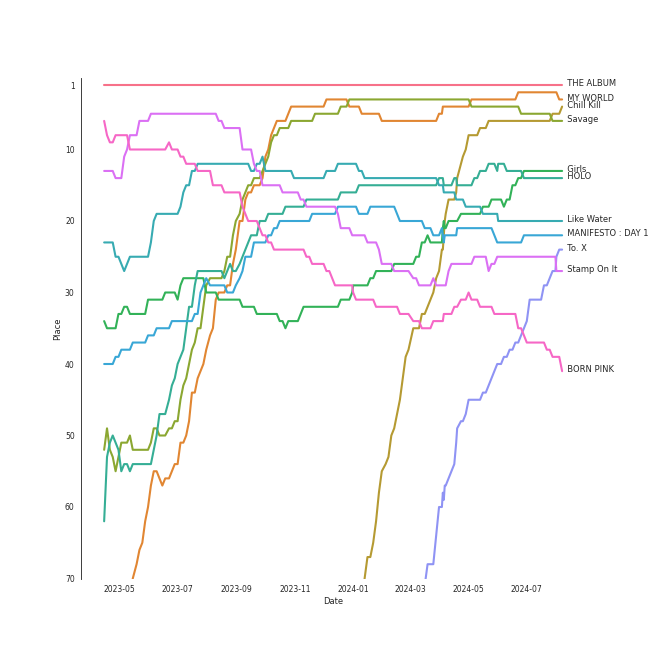 1
10
20
30
40
50
60
70
Place
2023-05
2023-07
2023-09
2023-11
2024-01
2024-03
2024-05
2024-07
Date
THE ALBUM
MY WORLD
Chill Kill
Savage
Girls
HOLO
Like Water
MANIFESTO : DAY 1
To. X
Stamp On It
BORN PINK